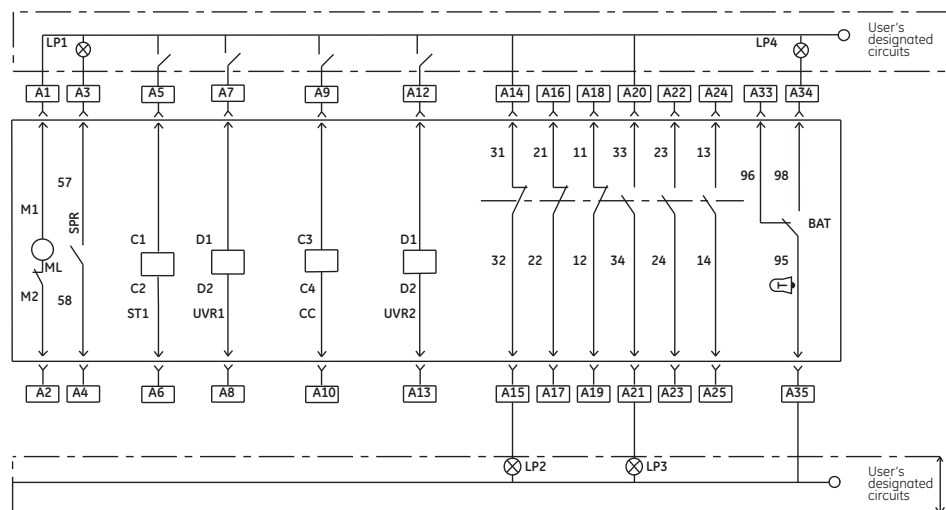 LP1 LP4 User's
designated
circuits
A1 A3 A5 A7 A9 A12 A14 A16 A18 A20 A22 A24 A33 A34
31 21 11 33 23 13
57 96 98
M1 SPR BAT
C1 D1 C3 D1
ML 32 22 12 34 24 14 95
M2 58 C2 D2 C4 D2 T
ST1 UVR1 CC UVR2
A2 A4 A6 A8 A10 A13 A15 A17 A19 A21 A23 A25 A35
LP2 LP3 User's
designated
circuits